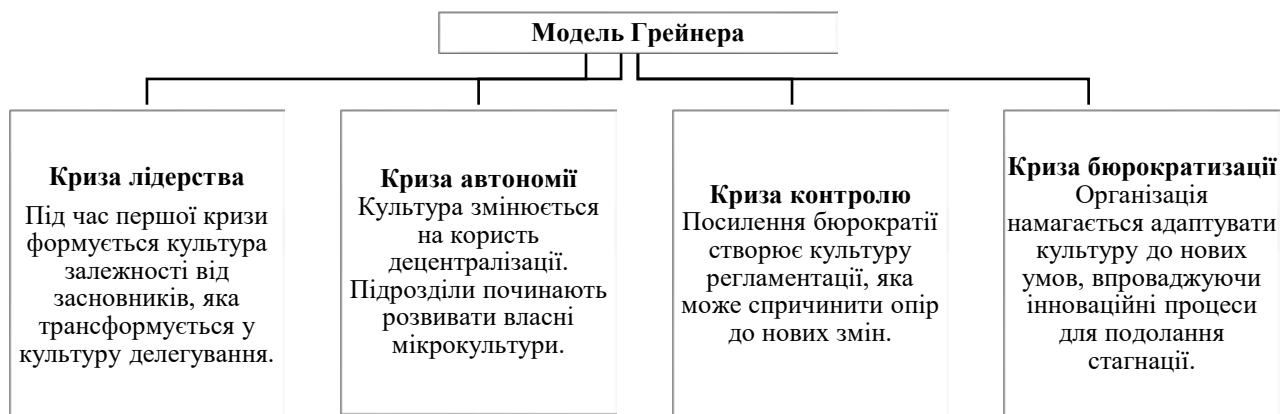 Модель Грейнера
Криза лідерства
Під час першої кризи
формується культура
залежності від
засновників, яка
трансформується у
культуру делегування.
Криза автономії
Культура змінюється
на користь
децентралізації.
Підрозділи починають
розвивати власні
мікрокультури.
Криза контролю
Посилення бюрократії
створює культуру
регламентації, яка
може спричинити опір
до нових змін.
Криза бюрократизації
Організація
намагається адаптувати
культуру до нових
умов, впроваджуючи
інноваційні процеси
для подолання
стагнації.